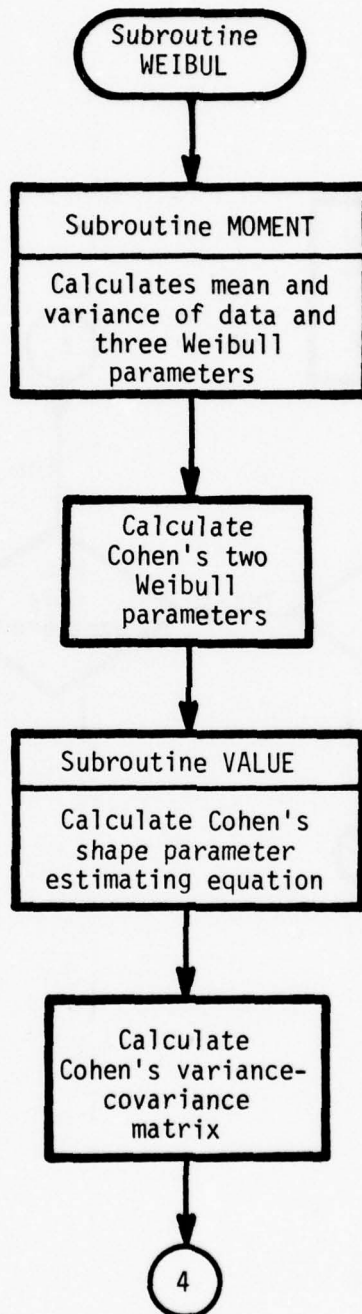 Subroutine
WEIBUL
Subroutine MOMENT
Calculates mean and
variance of data and
three Weibull
parameters
Calculate
Cohen's two
Weibull
parameters
Subroutine VALUE
Calculate Cohen's
shape parameter
estimating equation
Calculate
Cohen's variance-
covariance
matrix
4